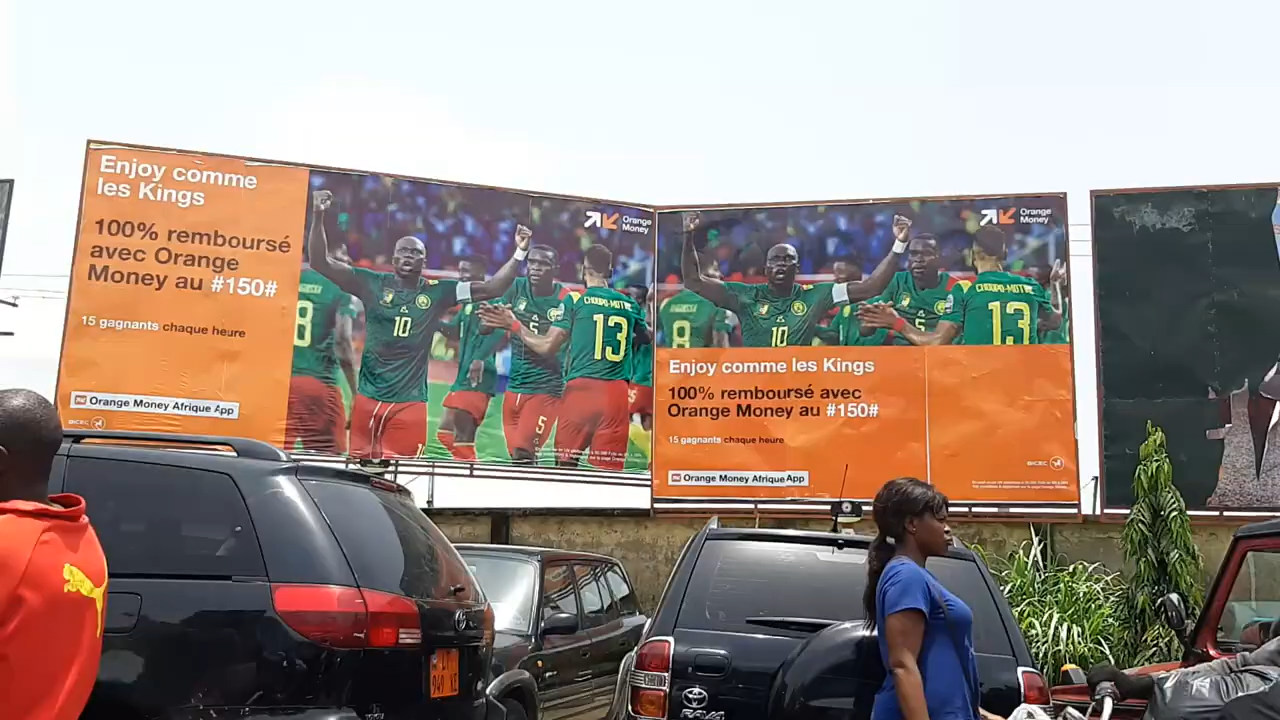 Enjoy comme
les Kings
100% remboursé
avec Orange
Money au #150#
15 gagnants chaque heure
Orange Money Afrique App
BICEC
Orange
Money
8
10
5
5
CHOUPO-MOTING
13
Orange
Money
8
10
5
CHOUPO-MOTING
13
Enjoy comme les Kings
100% remboursé avec
Orange Money au #150#
15 gagnants chaque heure
Orange Money Afrique App
BICEC
TOYOTA
RAV4